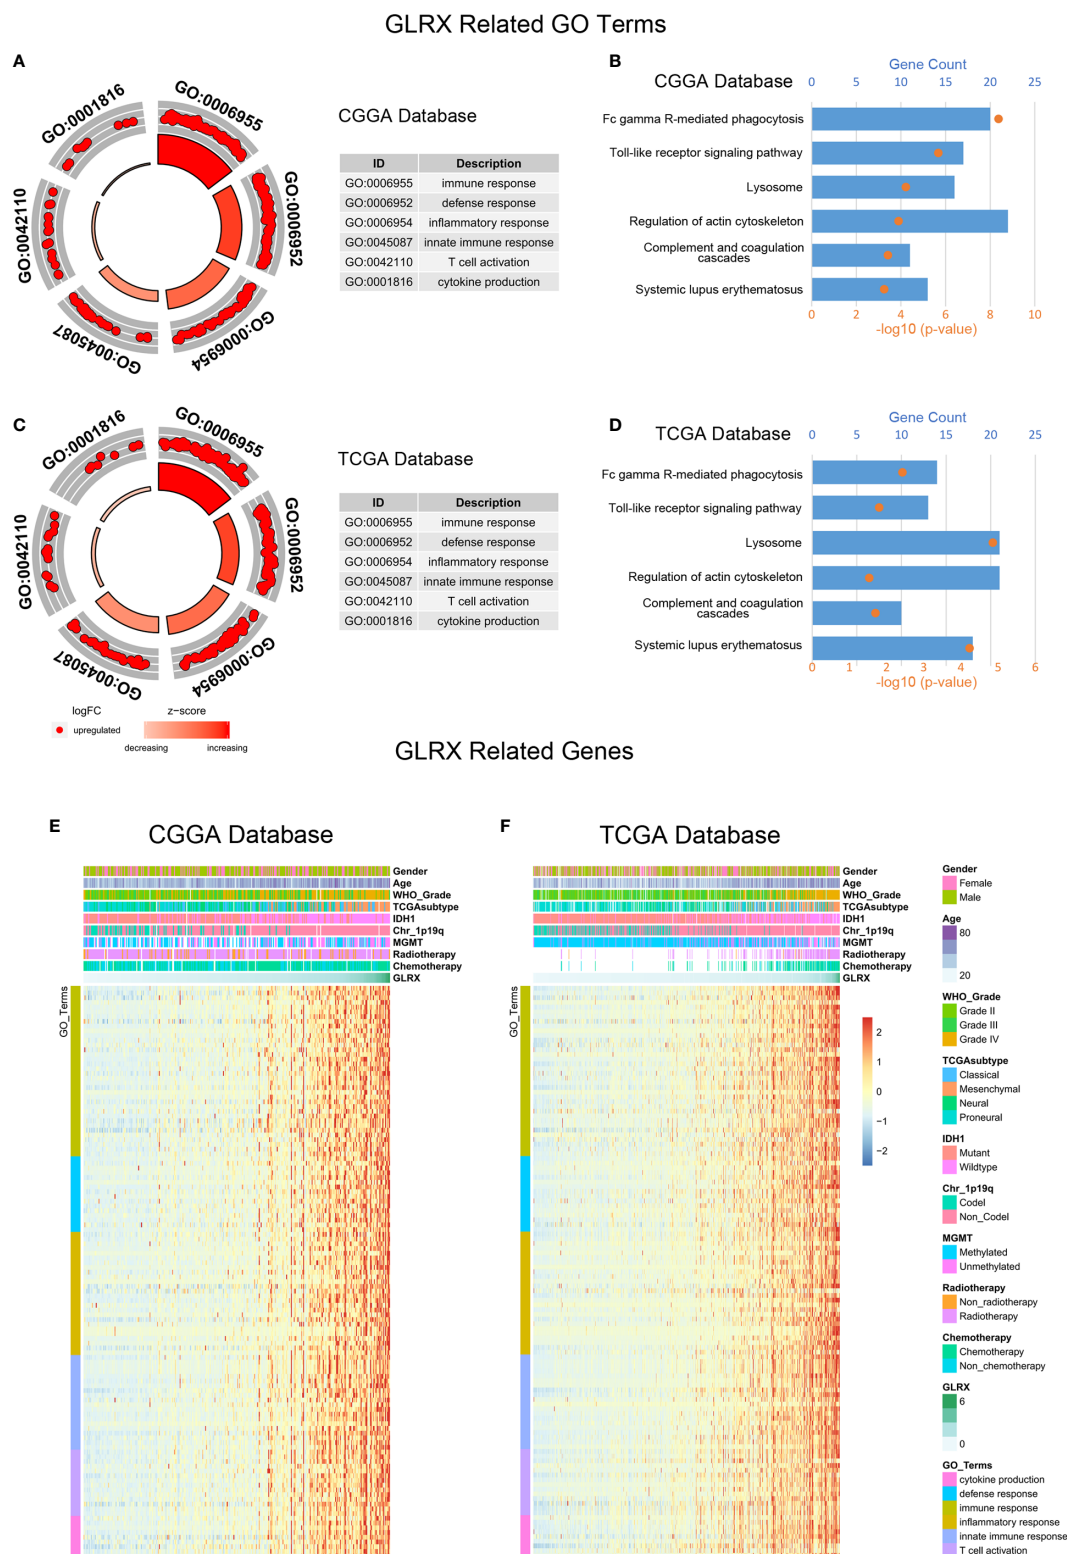 GLRX Related GO Terms
A
GO:0001816
GO:0006955
GO:0006952
GO:0006954
GO:0045087
GO:0042110
CGGA Database
ID Description
GO:0006955 immune response
GO:0006952 defense response
GO:0006954 inflammatory response
GO:0045087 innate immune response
GO:0042110 T cell activation
GO:0001816 cytokine production
B
Gene Count
CGGA Database
0 5 10 15 20 25
Fc gamma R-mediated phagocytosis
Toll-like receptor signaling pathway
Lysosome
Regulation of actin cytoskeleton
Complement and coagulation
cascades
Systemic lupus erythematosus
0 2 4 6 8 10
-log10 (p-value)
C
GO:0001816
GO:0006955
GO:0006952
GO:0006954
GO:0045087
GO:0042110
logFC
upregulated
z-score
decreasing increasing
TCGA Database
ID Description
GO:0006955 immune response
GO:0006952 defense response
GO:0006954 inflammatory response
GO:0045087 innate immune response
GO:0042110 T cell activation
GO:0001816 cytokine production
D
Gene Count
TCGA Database
0 5 10 15 20 25
Fc gamma R-mediated phagocytosis
Toll-like receptor signaling pathway
Lysosome
Regulation of actin cytoskeleton
Complement and coagulation
cascades
Systemic lupus erythematosus
0 1 2 3 4 5 6
-log10 (p-value)
GLRX Related Genes
E
CGGA Database
Gender
Age
WHO_Grade
TCGAsubtype
IDH1
Chr_1p19q
MGMT
Radiotherapy
Chemotherapy
GLRX
GO_Terms
F
TCGA Database
Gender
Age
WHO_Grade
TCGAsubtype
IDH1
Chr_1p19q
MGMT
Radiotherapy
Chemotherapy
GLRX
GO_Terms
2
1
0
−1
−2
Gender
Female
Male
Age
80
20
WHO_Grade
Grade II
Grade III
Grade IV
TCGAsubtype
Classical
Mesenchymal
Neural
Proneural
IDH1
Mutant
Wildtype
Chr_1p19q
Codel
Non_Codel
MGMT
Methylated
Unmethylated
Radiotherapy
Non_radiotherapy
Radiotherapy
Chemotherapy
Chemotherapy
Non_chemotherapy
GLRX
6
0
GO_Terms
cytokine production
defense response
immune response
inflammatory response
innate immune response
T cell activation